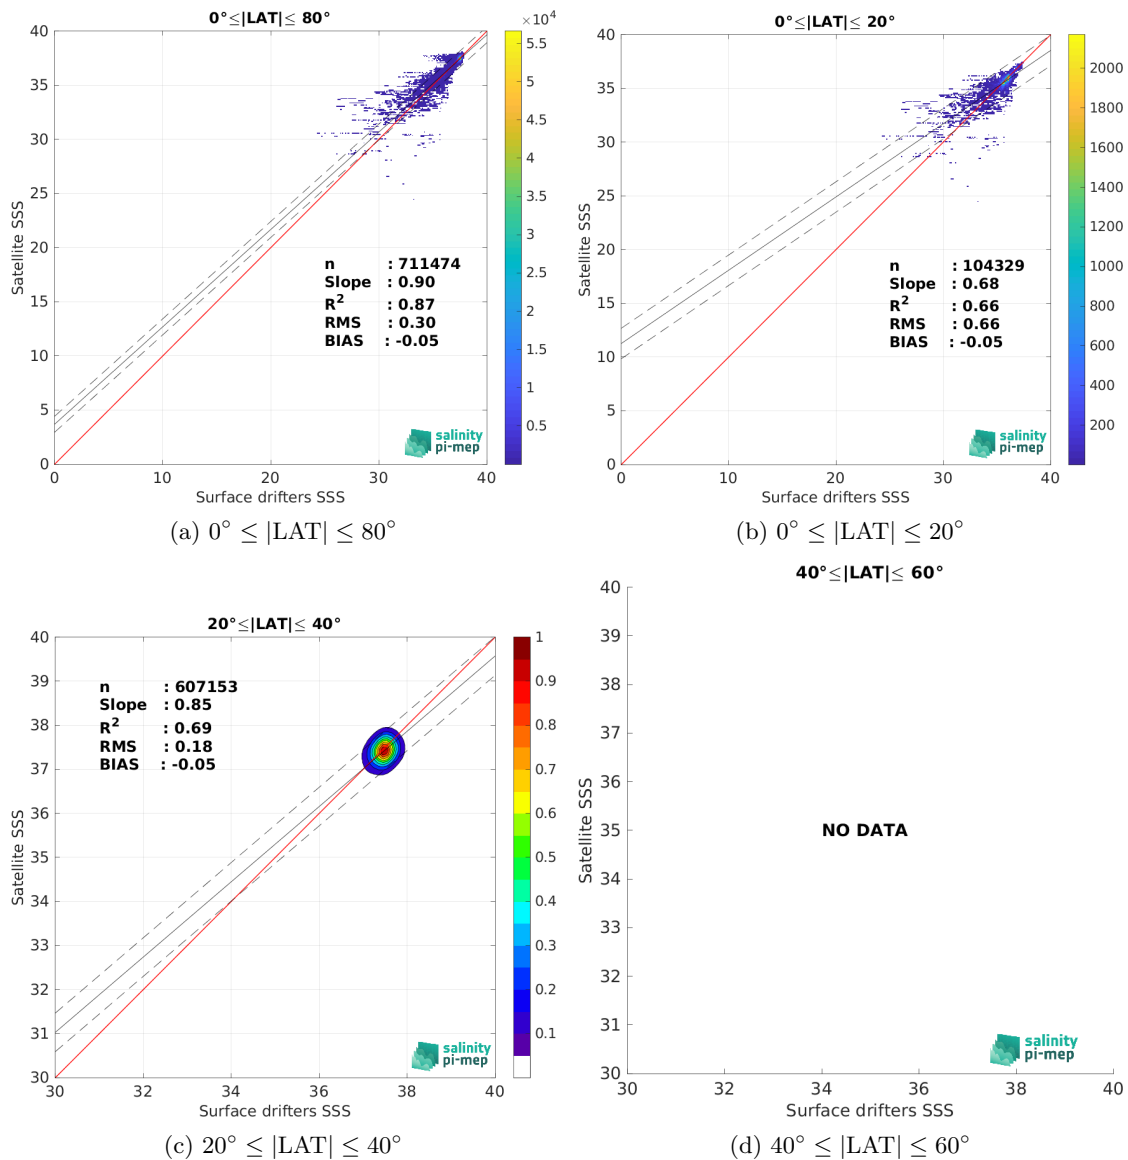 0°≤|LAT|≤ 80°
×10^4
40
35
30
25
20
15
10
5
0
Satellite SSS
n : 711474
Slope : 0.90
R² : 0.87
RMS : 0.30
BIAS : -0.05
salinity
pi-mep
0 10 20 30 40
Surface drifters SSS
5.5
5
4.5
4
3.5
3
2.5
2
1.5
1
0.5
(a) 0° ≤ |LAT| ≤ 80°
0°≤|LAT|≤ 20°
40
35
30
25
20
15
10
5
0
Satellite SSS
n : 104329
Slope : 0.68
R² : 0.66
RMS : 0.66
BIAS : -0.05
salinity
pi-mep
0 10 20 30 40
Surface drifters SSS
2000
1800
1600
1400
1200
1000
800
600
400
200
(b) 0° ≤ |LAT| ≤ 20°
20°≤|LAT|≤ 40°
40
39
38
37
36
35
34
33
32
31
30
Satellite SSS
n : 607153
Slope : 0.85
R² : 0.69
RMS : 0.18
BIAS : -0.05
salinity
pi-mep
30 32 34 36 38 40
Surface drifters SSS
1
0.9
0.8
0.7
0.6
0.5
0.4
0.3
0.2
0.1
(c) 20° ≤ |LAT| ≤ 40°
40°≤|LAT|≤ 60°
40
39
38
37
36
35
34
33
32
31
30
Satellite SSS
NO DATA
salinity
pi-mep
30 32 34 36 38 40
Surface drifters SSS
(d) 40° ≤ |LAT| ≤ 60°